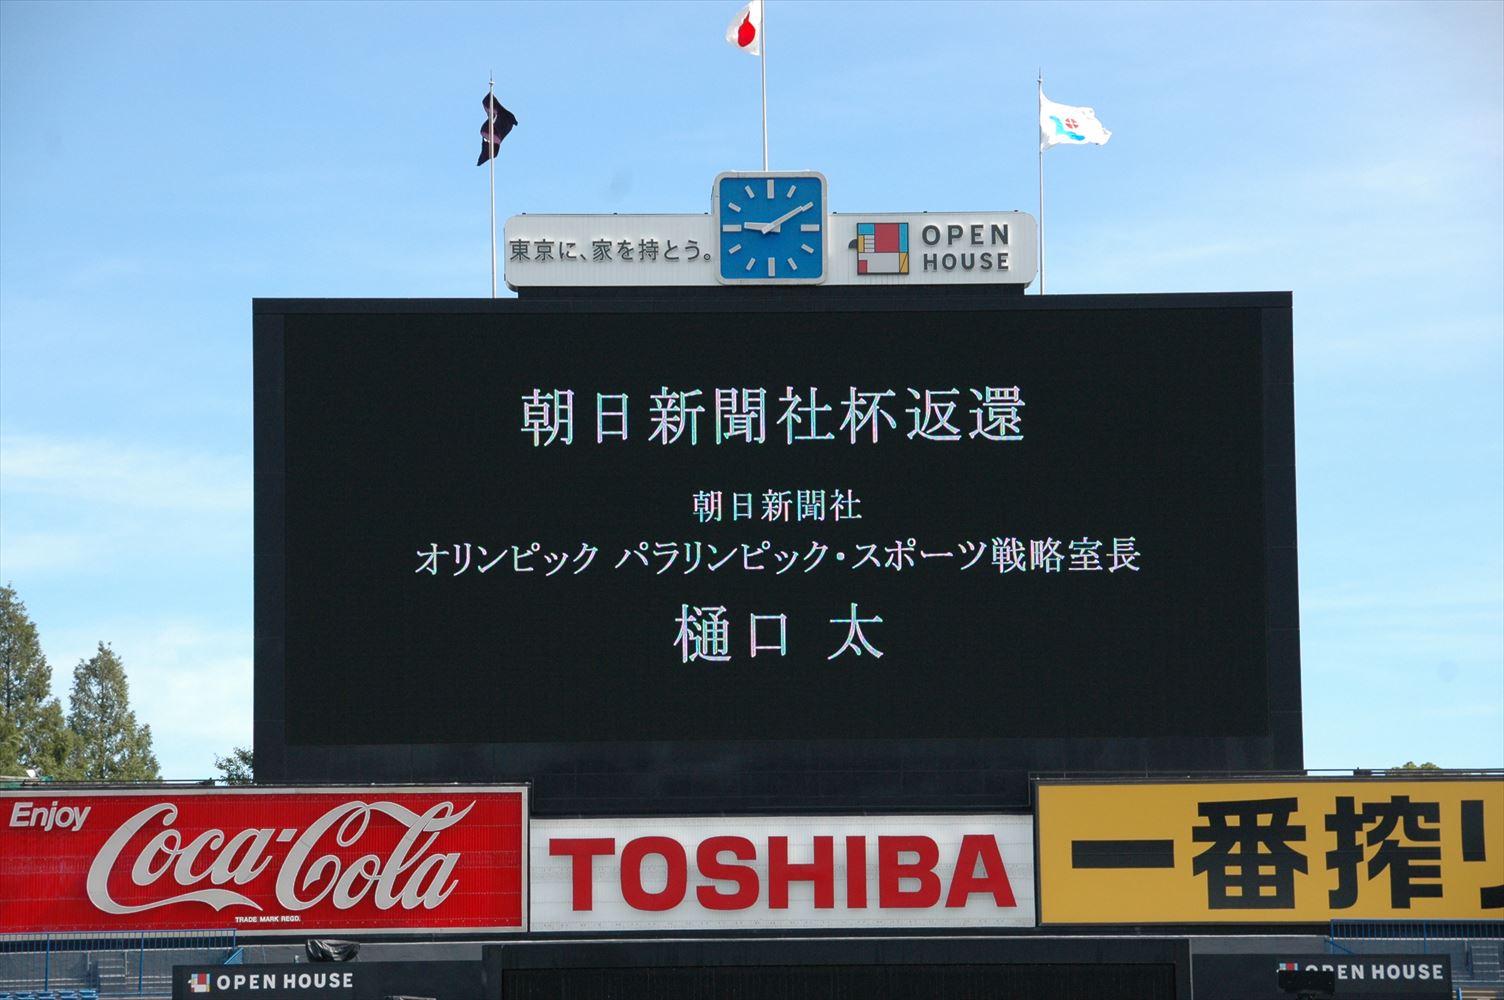 東京に、家を持とう。
OPEN HOUSE
朝日新聞社杯返還
朝日新聞社
オリンピック パラリンピック・スポーツ戦略室長
樋口 太
Enjoy
Coca-Cola
TRADE MARK REGD.
TOSHIBA
一番搾り
OPEN HOUSE
OPEN HOUSE